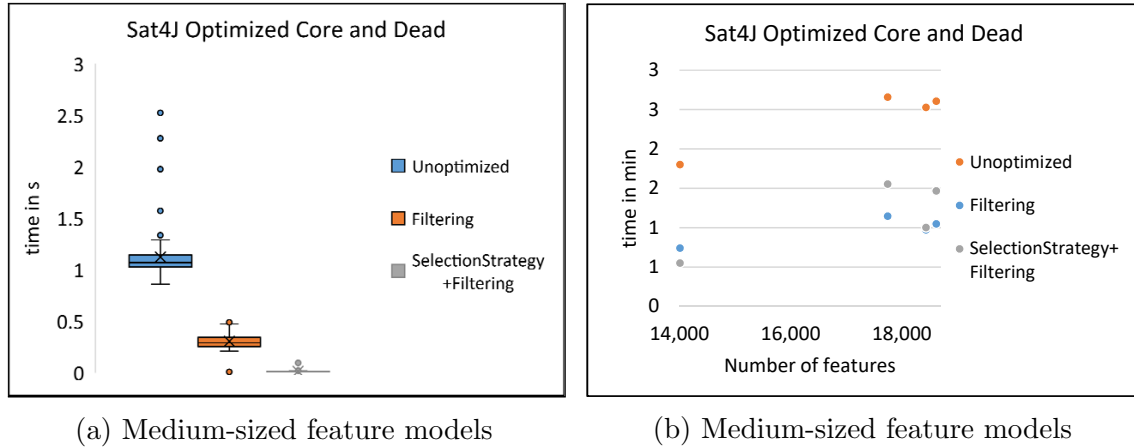 Sat4J Optimized Core and Dead
3
2.5
2
1.5
1
0.5
0
time in s
Unoptimized
Filtering
SelectionStrategy
+Filtering
(a) Medium-sized feature models
Sat4J Optimized Core and Dead
3
3
2
2
1
1
0
time in min
14,000
16,000
18,000
Number of features
Unoptimized
Filtering
SelectionStrategy+
Filtering
(b) Medium-sized feature models